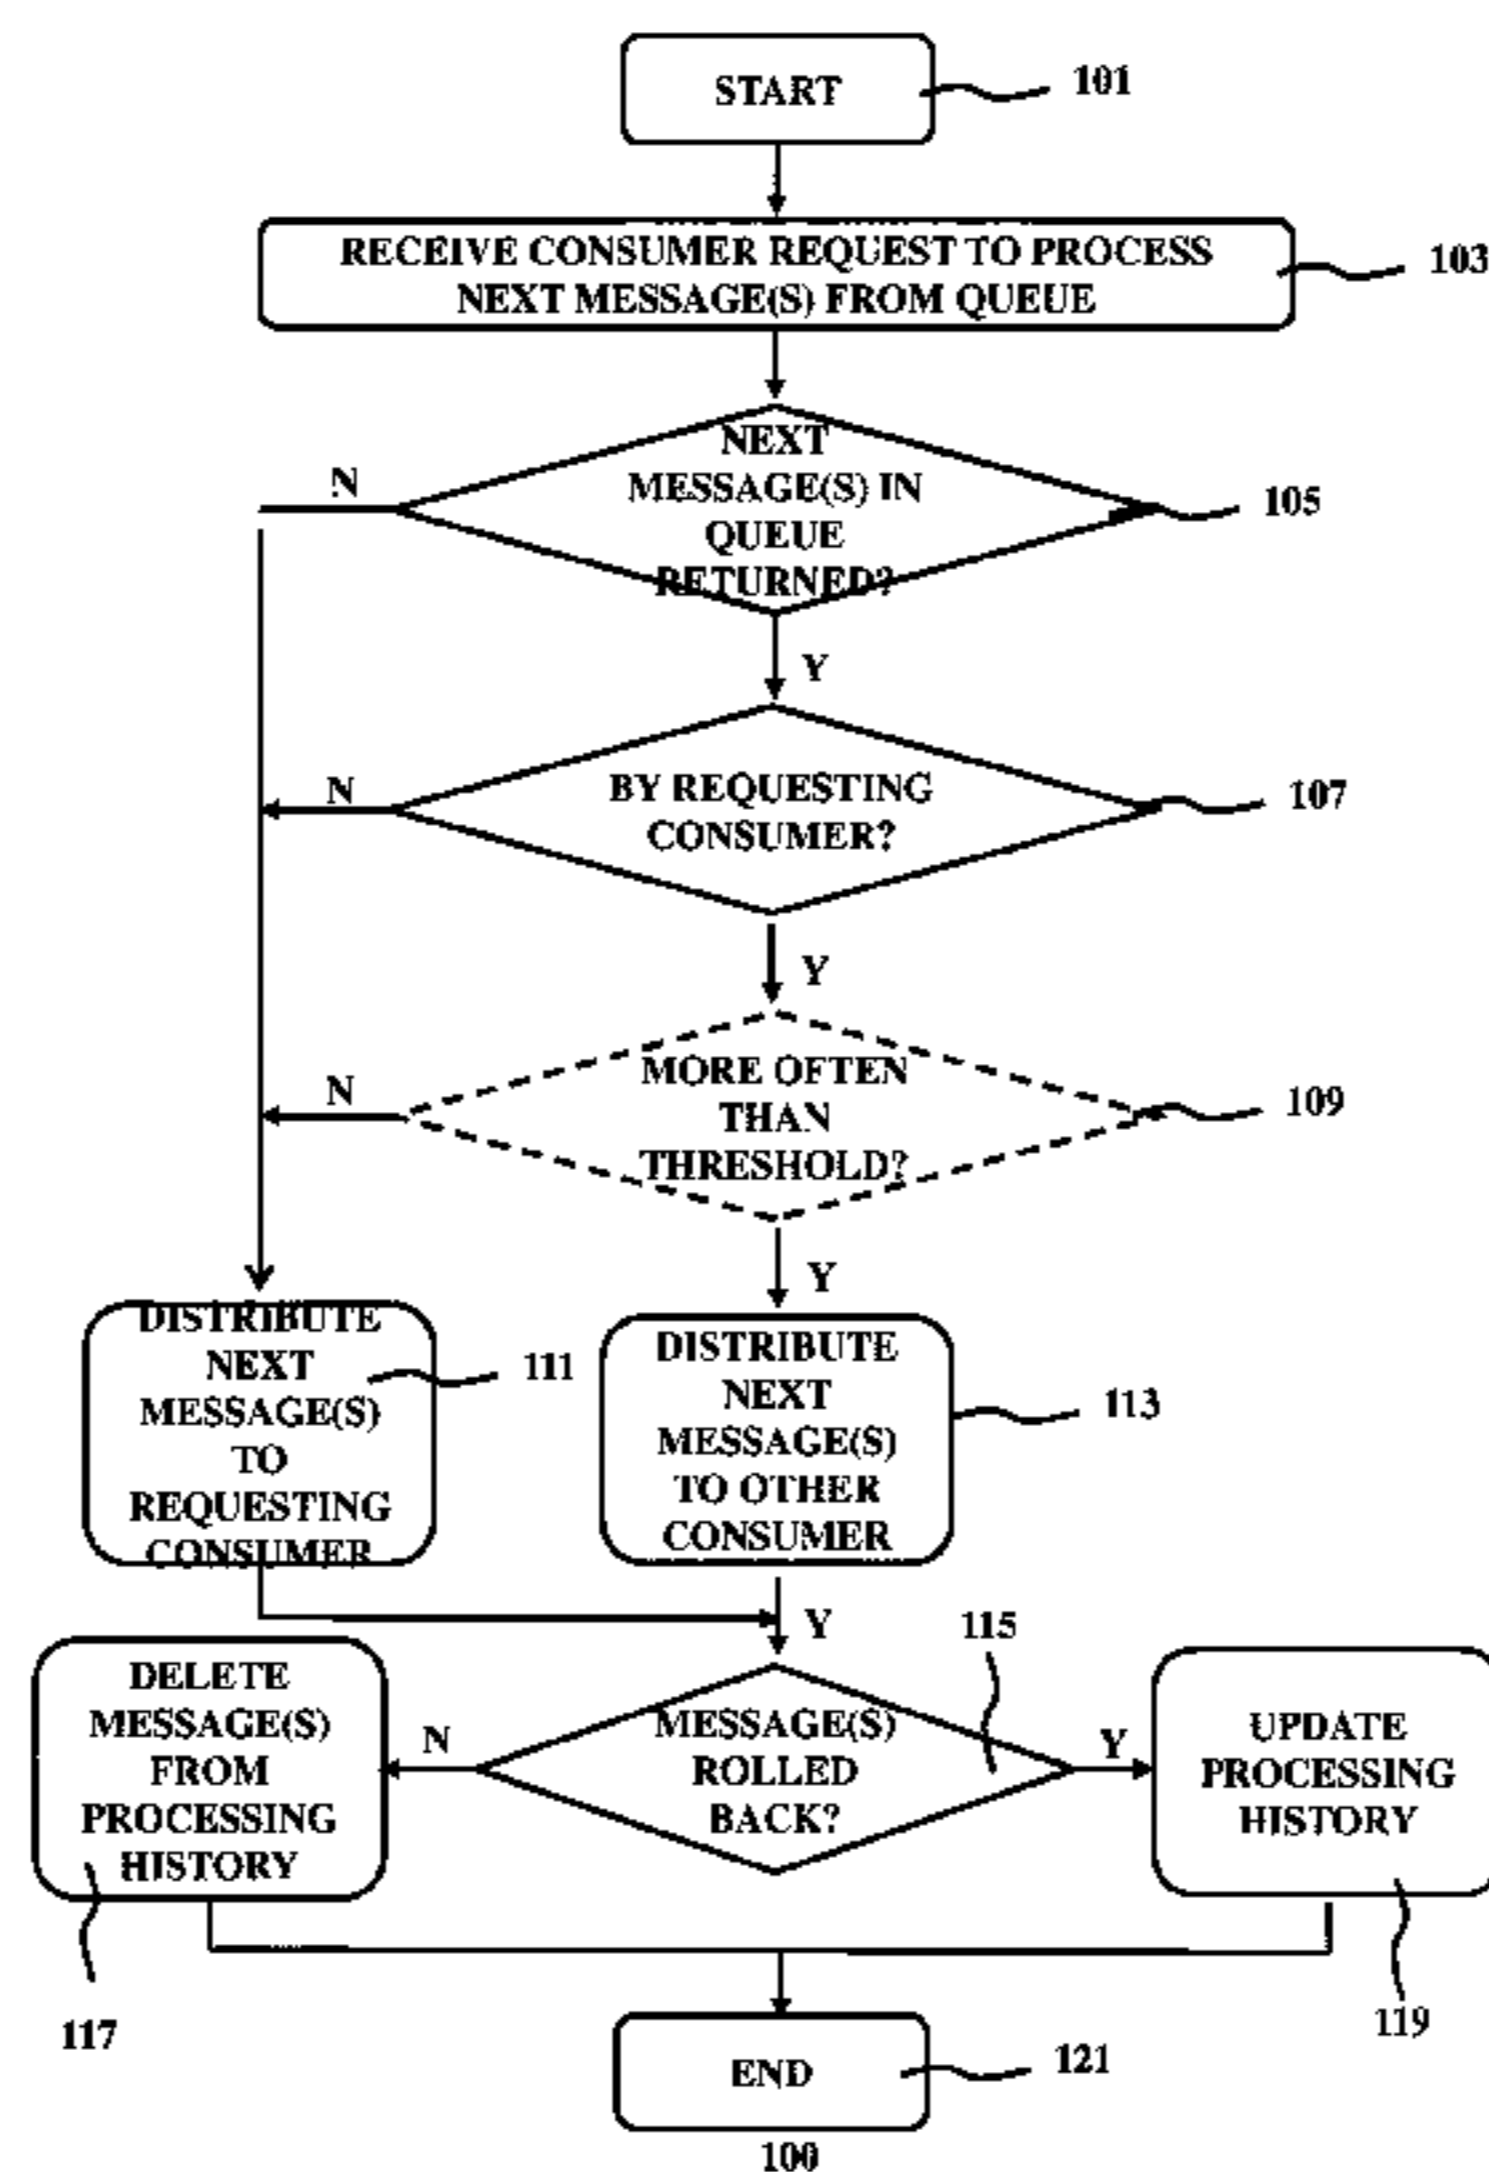 START
101
RECEIVE CONSUMER REQUEST TO PROCESS
NEXT MESSAGE(S) FROM QUEUE
103
NEXT
MESSAGE(S) IN
QUEUE
RETURNED?
N
105
Y
BY REQUESTING
CONSUMER?
N
107
Y
MORE OFTEN
THAN
THRESHOLD?
N
109
Y
DISTRIBUTE
NEXT
MESSAGE(S)
TO
REQUESTING
CONSUMER
111
DISTRIBUTE
NEXT
MESSAGE(S)
TO OTHER
CONSUMER
113
Y
115
DELETE
MESSAGE(S)
FROM
PROCESSING
HISTORY
N
MESSAGE(S)
ROLLED
BACK?
Y
UPDATE
PROCESSING
HISTORY
117
119
END
121
100